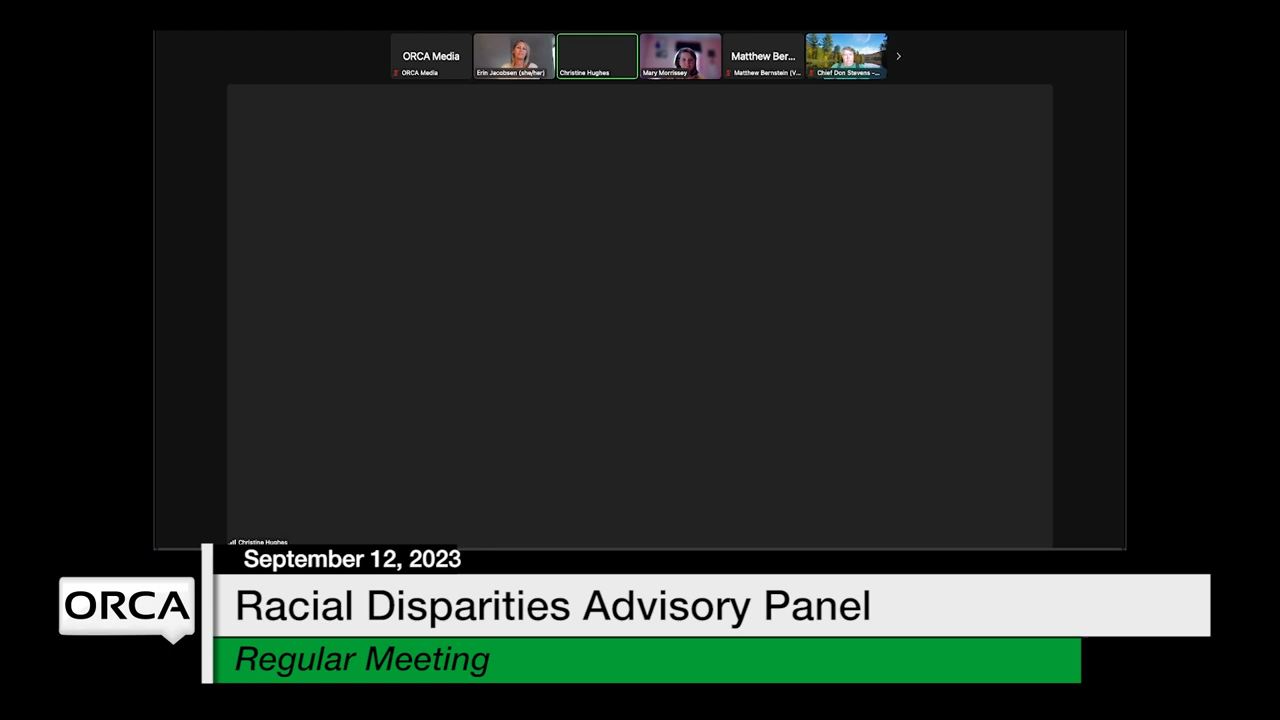 ORCA Media
ORCA Media
Erin Jacobsen (she/her)
Christine Hughes
Mary Morrissey
Matthew Ber...
Matthew Bernstein (V...
Chief Don Stevens -...
Christine Hughes
September 12, 2023
ORCA
Racial Disparities Advisory Panel
Regular Meeting